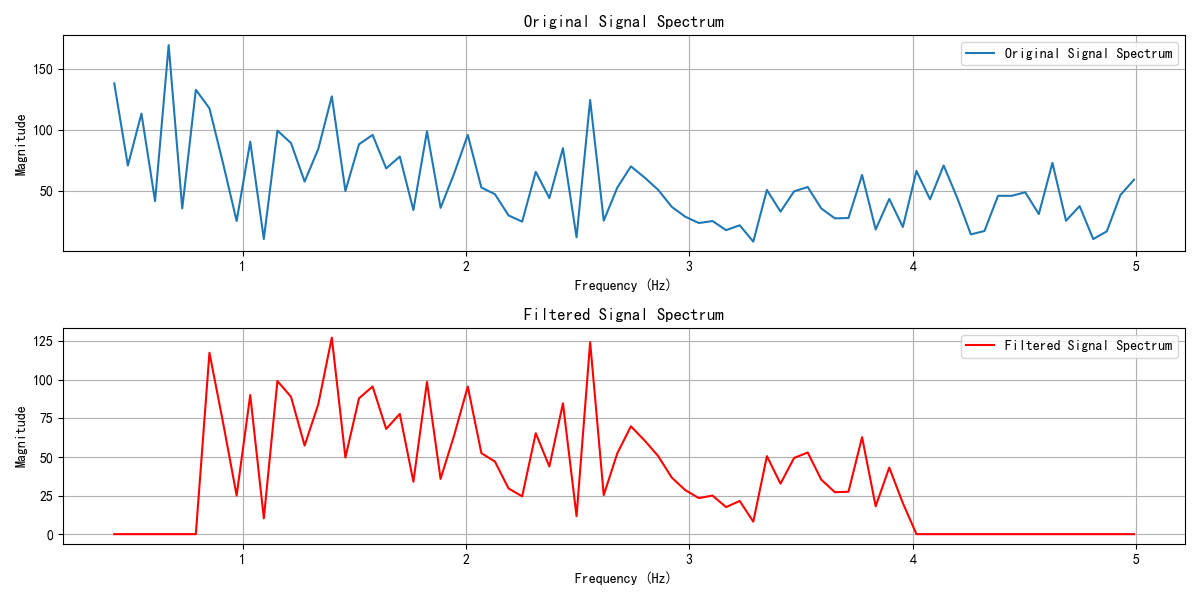 Original Signal Spectrum
Original Signal Spectrum
Magnitude
150
100
50
1 2 3 4 5
Frequency (Hz)
Filtered Signal Spectrum
Filtered Signal Spectrum
Magnitude
125
100
75
50
25
0
1 2 3 4 5
Frequency (Hz)